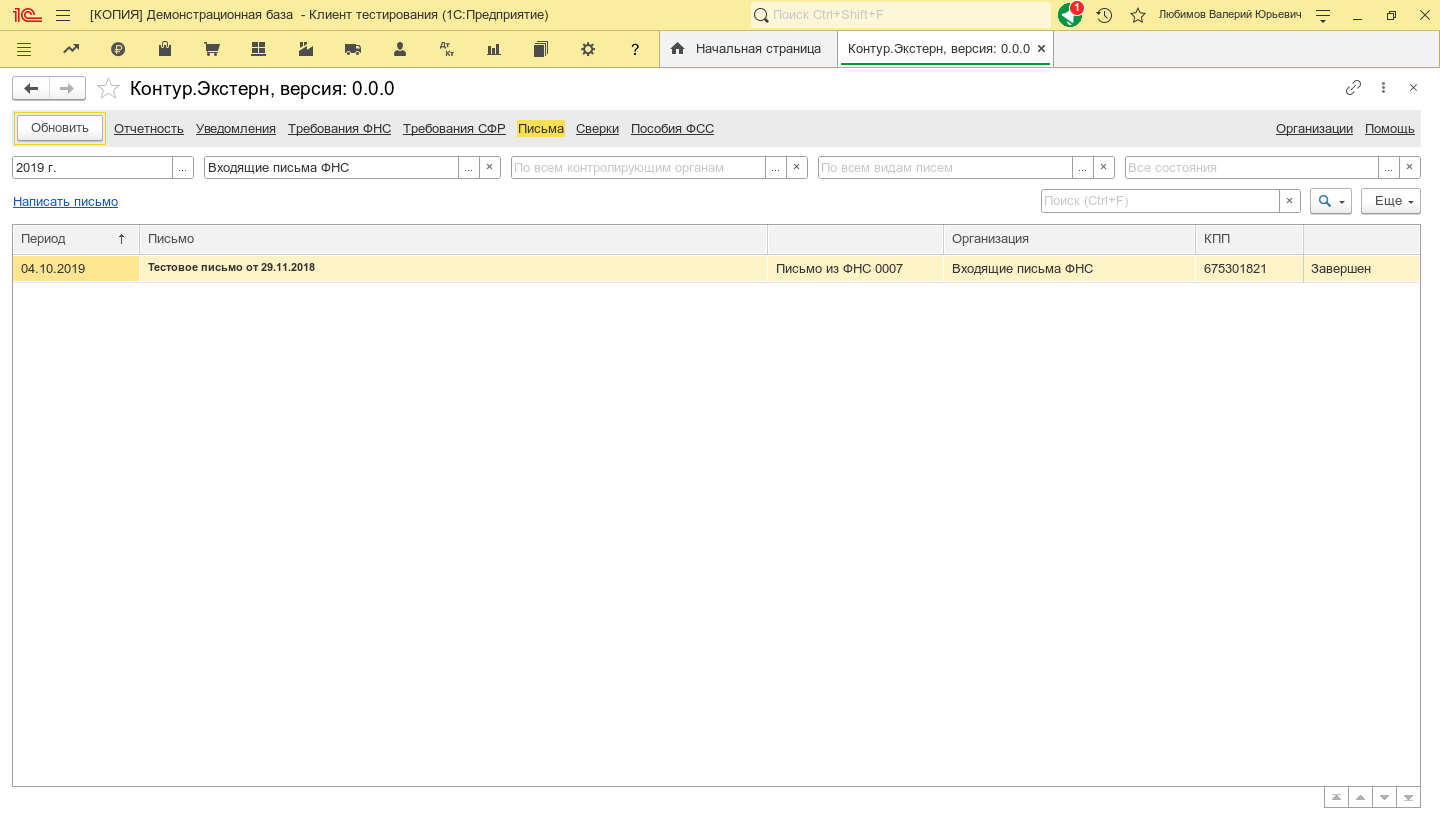 [КОПИЯ] Демонстрационная база - Клиент тестирования (1С:Предприятие) Поиск Ctrl+Shift+F 1 Любимов Валерий Юрьевич
₽ Дт Кт ? Начальная страница Контур.Экстерн, версия: 0.0.0 ×
Контур.Экстерн, версия: 0.0.0
Обновить Отчетность Уведомления Требования ФНС Требования СФР Письма Сверки Пособия ФСС Организации Помощь
2019 г. ... Входящие письма ФНС ... × По всем контролирующим органам ... × По всем видам писем ... × Все состояния ... ×
Написать письмо Поиск (Ctrl+F) × Еще
Период ↑ Письмо Организация КПП
04.10.2019 Тестовое письмо от 29.11.2018 Письмо из ФНС 0007 Входящие письма ФНС 675301821 Завершен